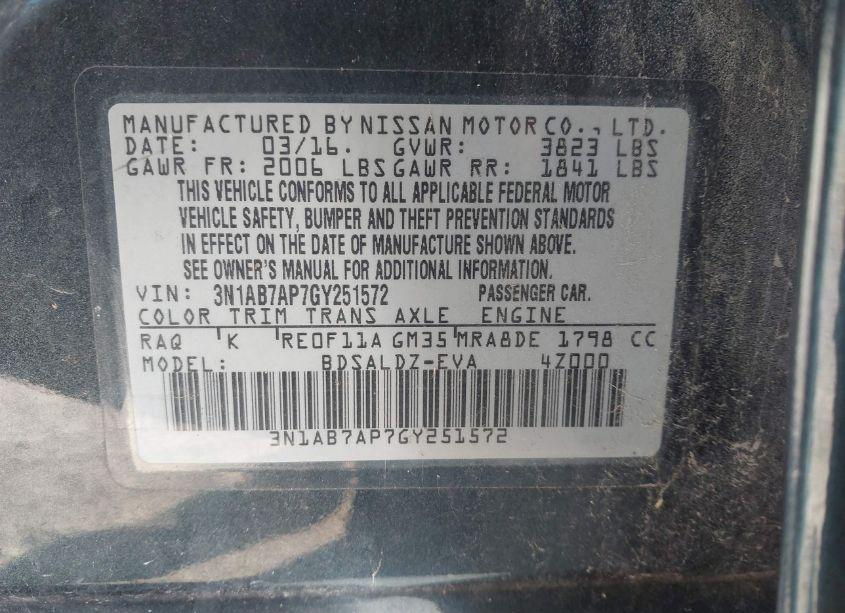 MANUFACTURED BY NISSAN MOTOR CO., LTD.
DATE: 03/16. GVWR: 3823 LBS
GAWR FR: 2006 LBS GAWR RR: 1841 LBS
THIS VEHICLE CONFORMS TO ALL APPLICABLE FEDERAL MOTOR
VEHICLE SAFETY, BUMPER AND THEFT PREVENTION STANDARDS
IN EFFECT ON THE DATE OF MANUFACTURE SHOWN ABOVE.
SEE OWNER'S MANUAL FOR ADDITIONAL INFORMATION.
VIN: 3N1AB7AP7GY251572 PASSENGER CAR.
COLOR TRIM TRANS AXLE ENGINE
RAQ K RE0F11A GM35 MRA8DE 1798 CC
MODEL: BDSALDZ-EVA 4Z000
3N1AB7AP7GY251572